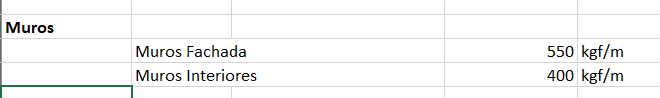 Muros
Muros Fachada 550 kgf/m
Muros Interiores 400 kgf/m